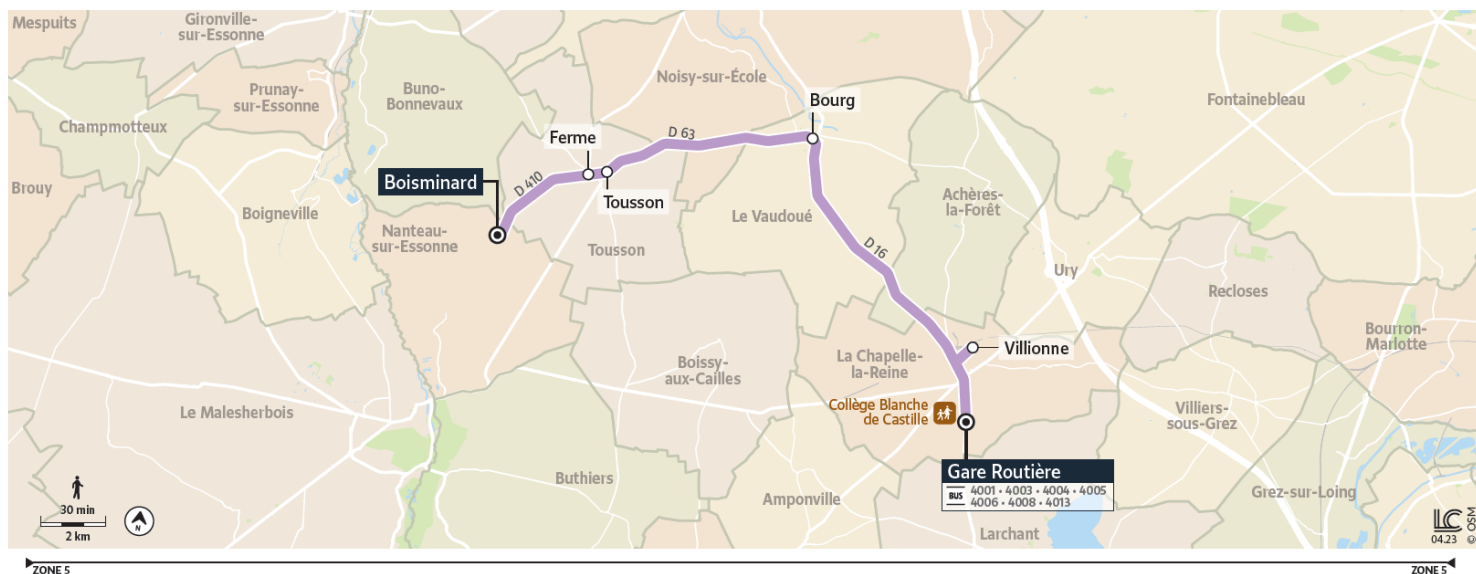 Mespuits
Gironville-
sur-Essonne
Prunay-
sur-Essonne
Buno-
Bonnevaux
Noisy-sur-École
Bourg
Fontainebleau
Champmotteux
Ferme
D 63
Boisminard
D 410
Brouy
Boigneville
Tousson
Achères-
la-Forêt
Le Vaudoué
Nanteau-
sur-Essonne
Tousson
D 16
Ury
Recloses
Bourron-
Marlotte
Villionne
La Chapelle-
la-Reine
Boissy-
aux-Cailles
Le Malesherbois
Collège Blanche
de Castille
Villiers-
sous-Grez
Gare Routière
BUS
4001 • 4003 • 4004 • 4005
4006 • 4008 • 4013
Buthiers
Amponville
Grez-sur-Loing
Larchant
30 min
2 km
N
LC
04.23
© OSM
ZONE 5
ZONE 5